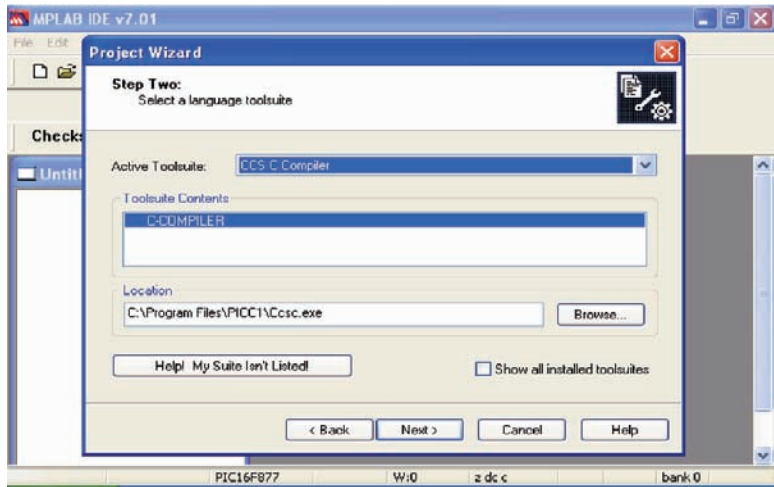 MPLAB IDE v7.01
File Edit
Project Wizard
Step Two:
Select a language toolsuite
Checks
Untitl
Active Toolsuite: CCS C Compiler
Toolsuite Contents
C-COMPILER
Location
C:\Program Files\PICC1\Ccsc.exe Browse...
Help! My Suite Isn't Listed! Show all installed toolsuites
< Back Next > Cancel Help
PIC16F877 W:0 z dc c bank 0